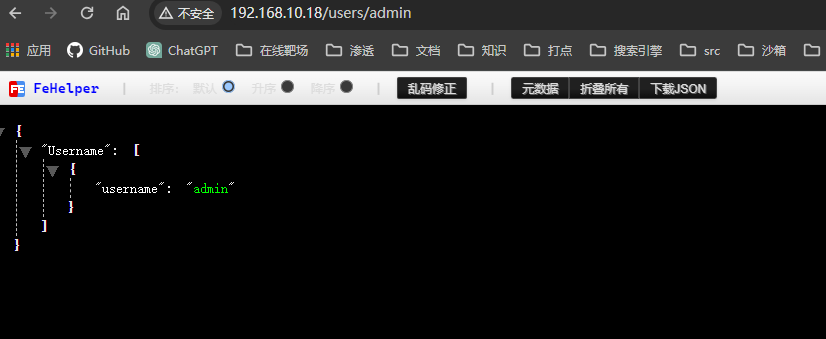 不安全 192.168.10.18/users/admin
应用 GitHub ChatGPT 在线靶场 渗透 文档 知识 打点 搜索引擎 src 沙箱
FE FeHelper | 排序: 默认 升序 降序 | 乱码修正 | 元数据 折叠所有 下载JSON
{
"Username": [
{
"username": "admin"
}
]
}